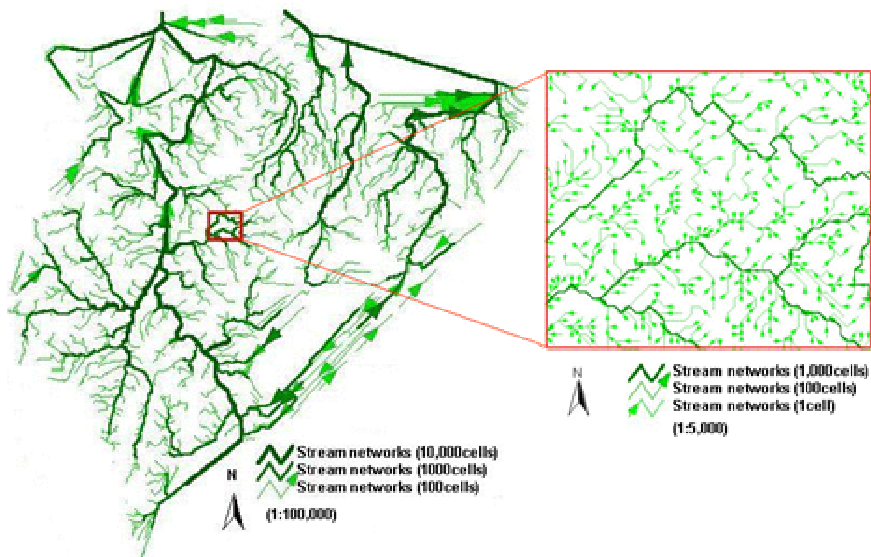 N
Stream networks (10,000cells)
Stream networks (1000cells)
Stream networks (100cells)
(1:100,000)
N
Stream networks (1,000cells)
Stream networks (100cells)
Stream networks (1cell)
(1:5,000)